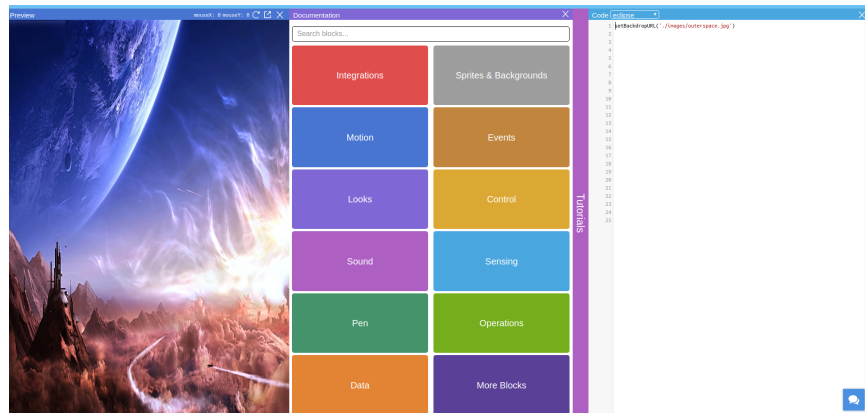 Preview
mouseX: 0 mouseY: 0
Documentation
Code eclipse
Search blocks...
Integrations
Sprites & Backgrounds
Motion
Events
Looks
Control
Sound
Sensing
Pen
Operations
Data
More Blocks
Tutorials
1 setBackdropURL('./images/outerspace.jpg')
2
3
4
5
6
7
8
9
10
11
12
13
14
15
16
17
18
19
20
21
22
23
24
25